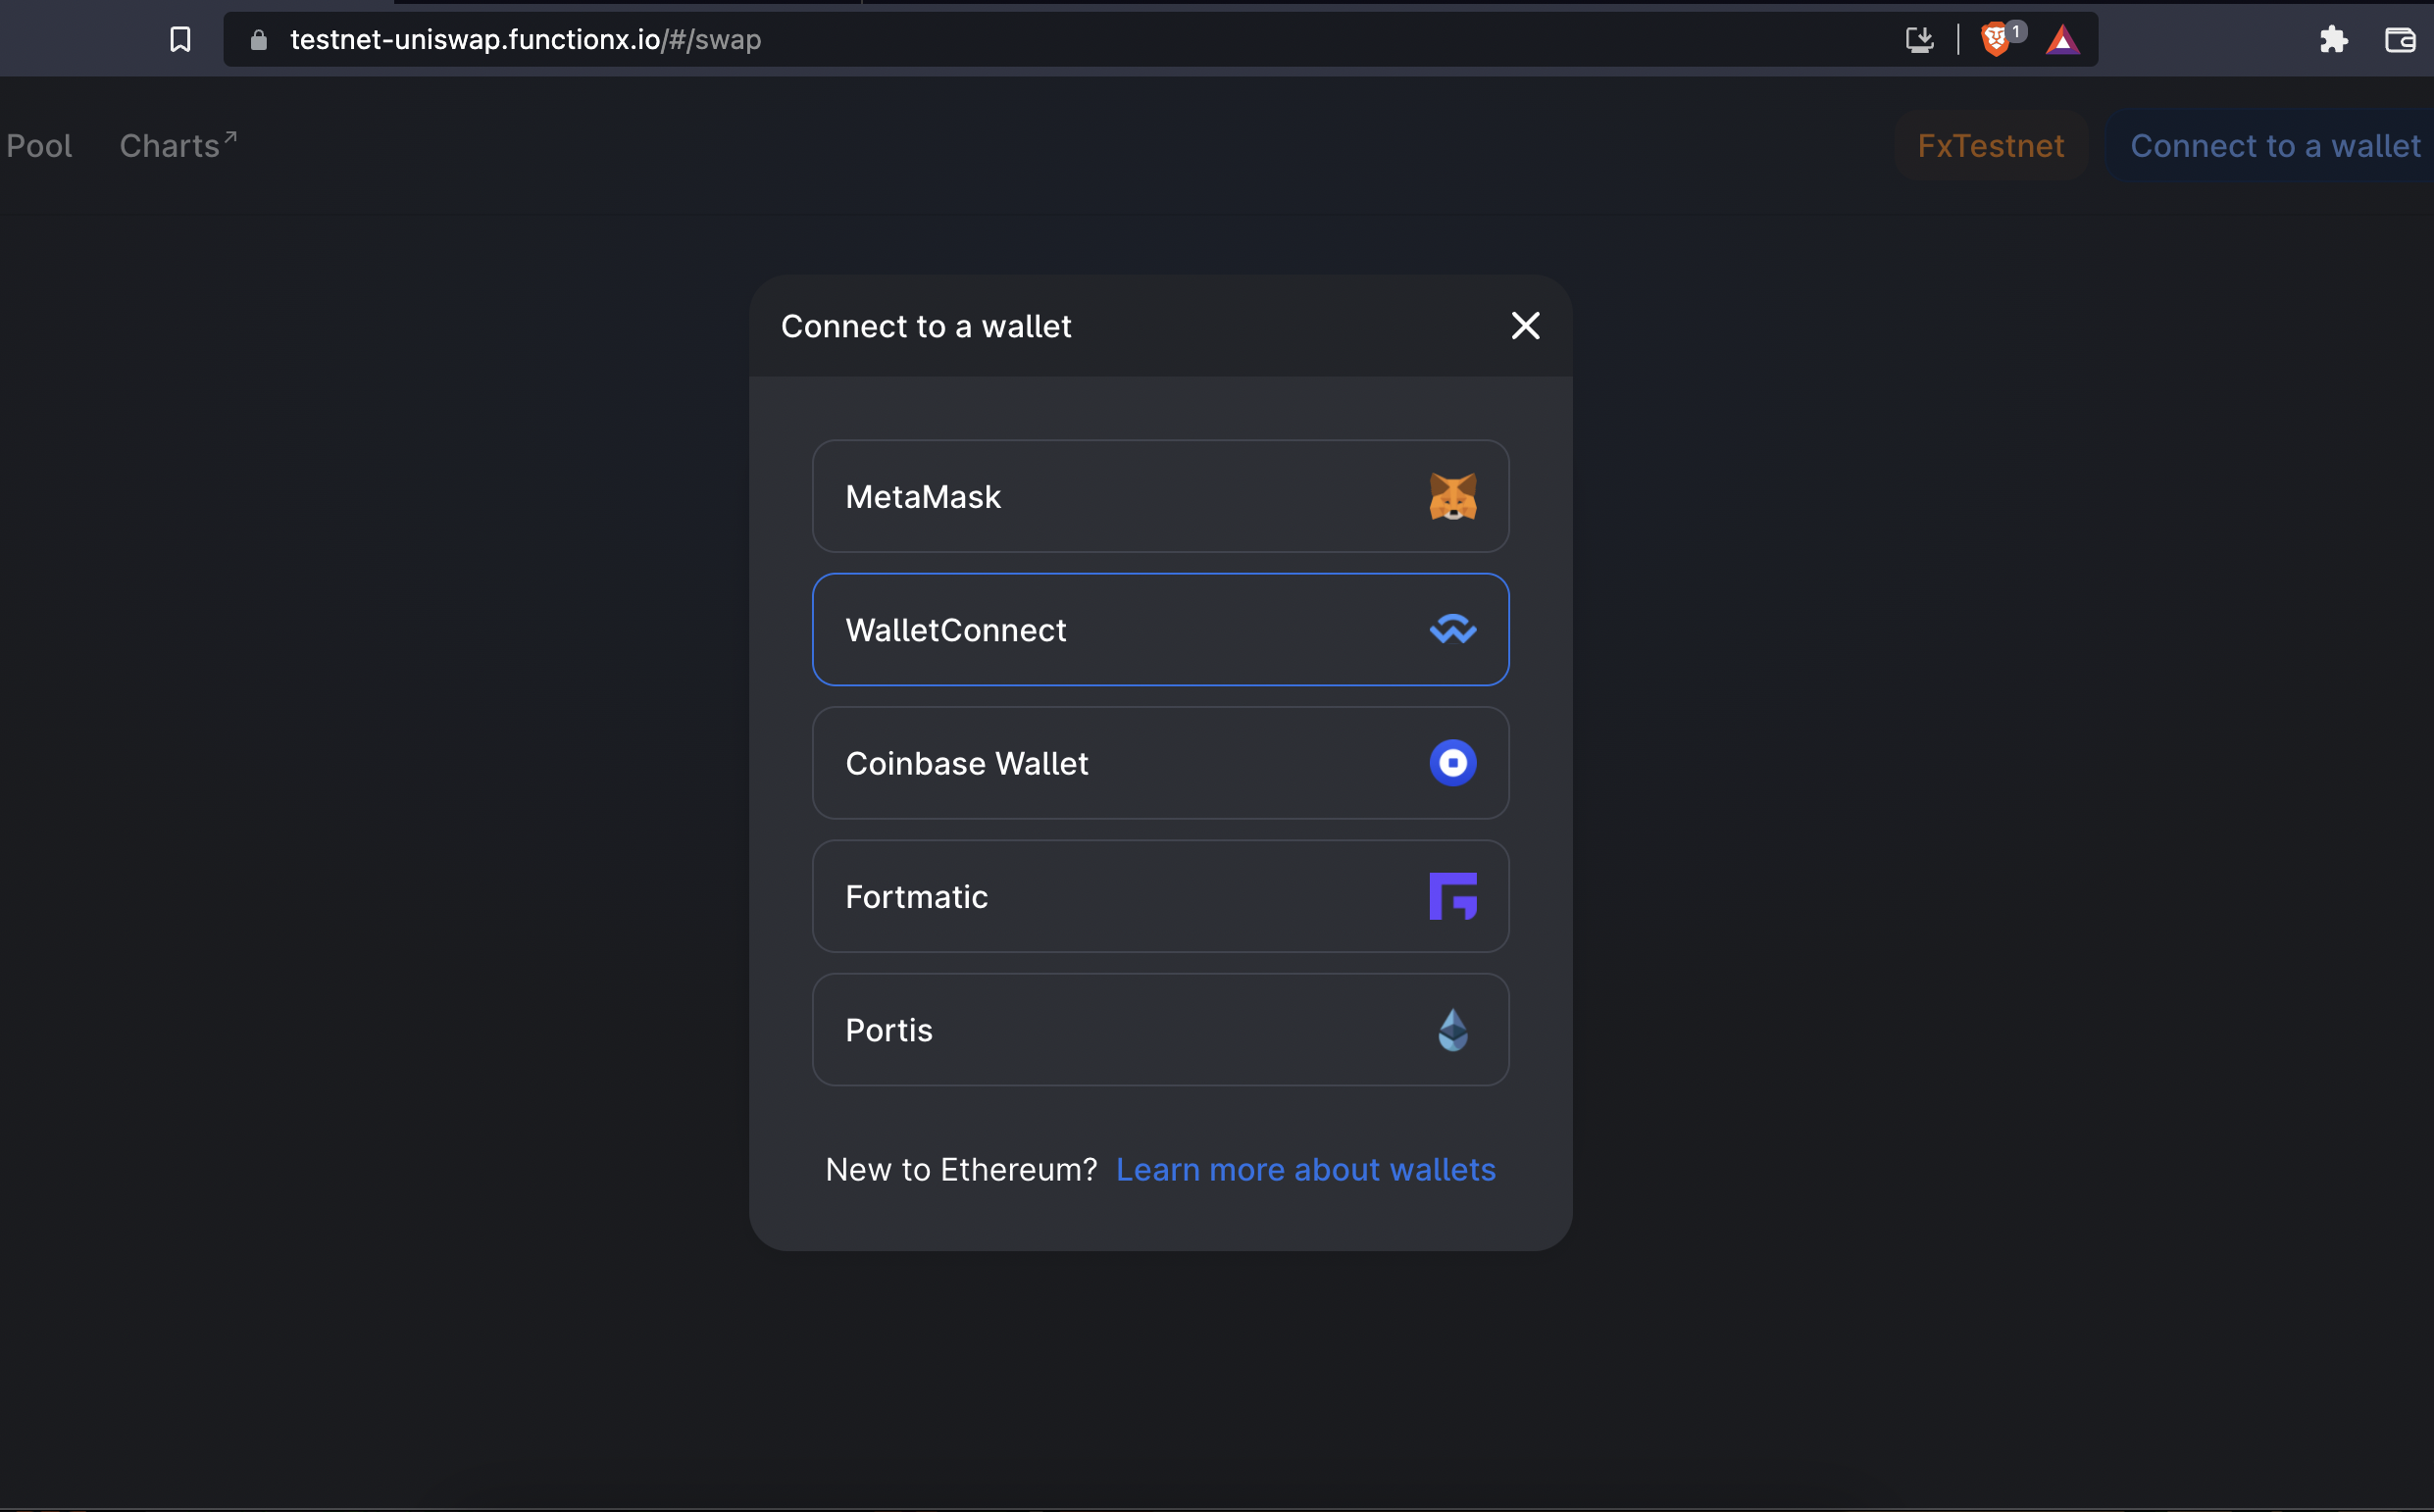 testnet-uniswap.functionx.io/#/swap
1
Pool Charts↗ FxTestnet Connect to a wallet
Connect to a wallet
MetaMask
WalletConnect
Coinbase Wallet
Fortmatic
Portis
New to Ethereum? Learn more about wallets